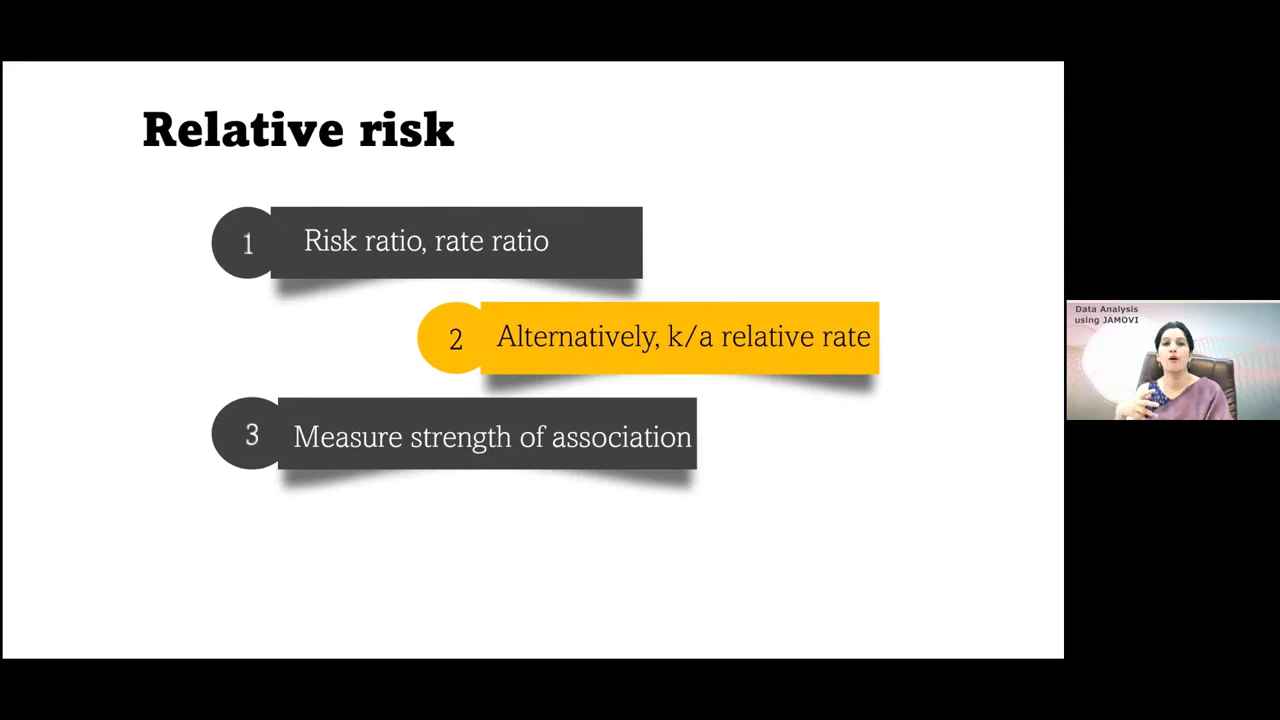 Relative risk
1
Risk ratio, rate ratio
2
Alternatively, k/a relative rate
3
Measure strength of association
Data Analysis
using JAMOVI